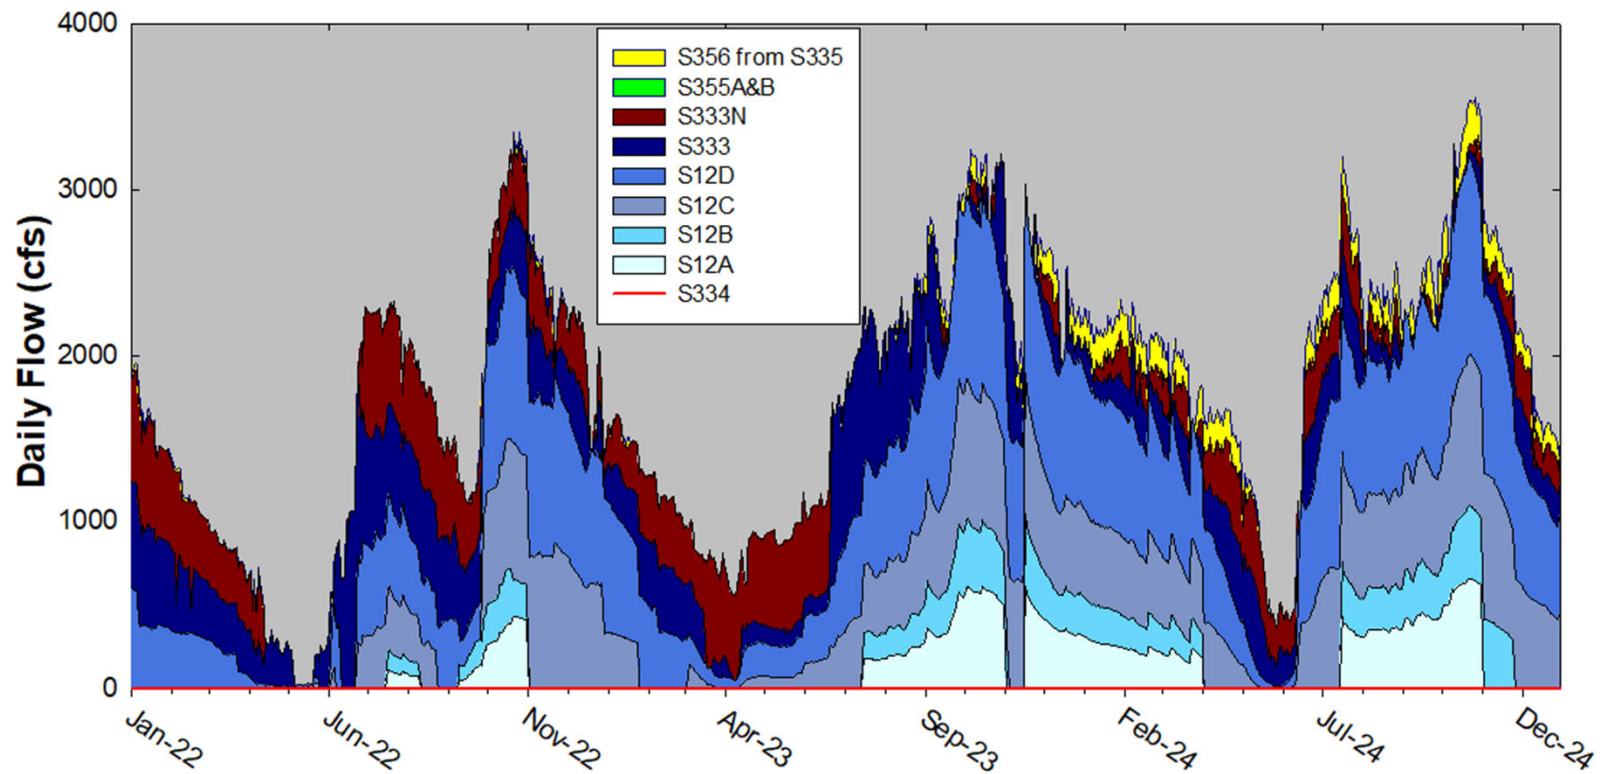 4000
3000
2000
1000
0
Daily Flow (cfs)
S356 from S335
S355A&B
S333N
S333
S12D
S12C
S12B
S12A
S334
Jan-22
Jun-22
Nov-22
Apr-23
Sep-23
Feb-24
Jul-24
Dec-24